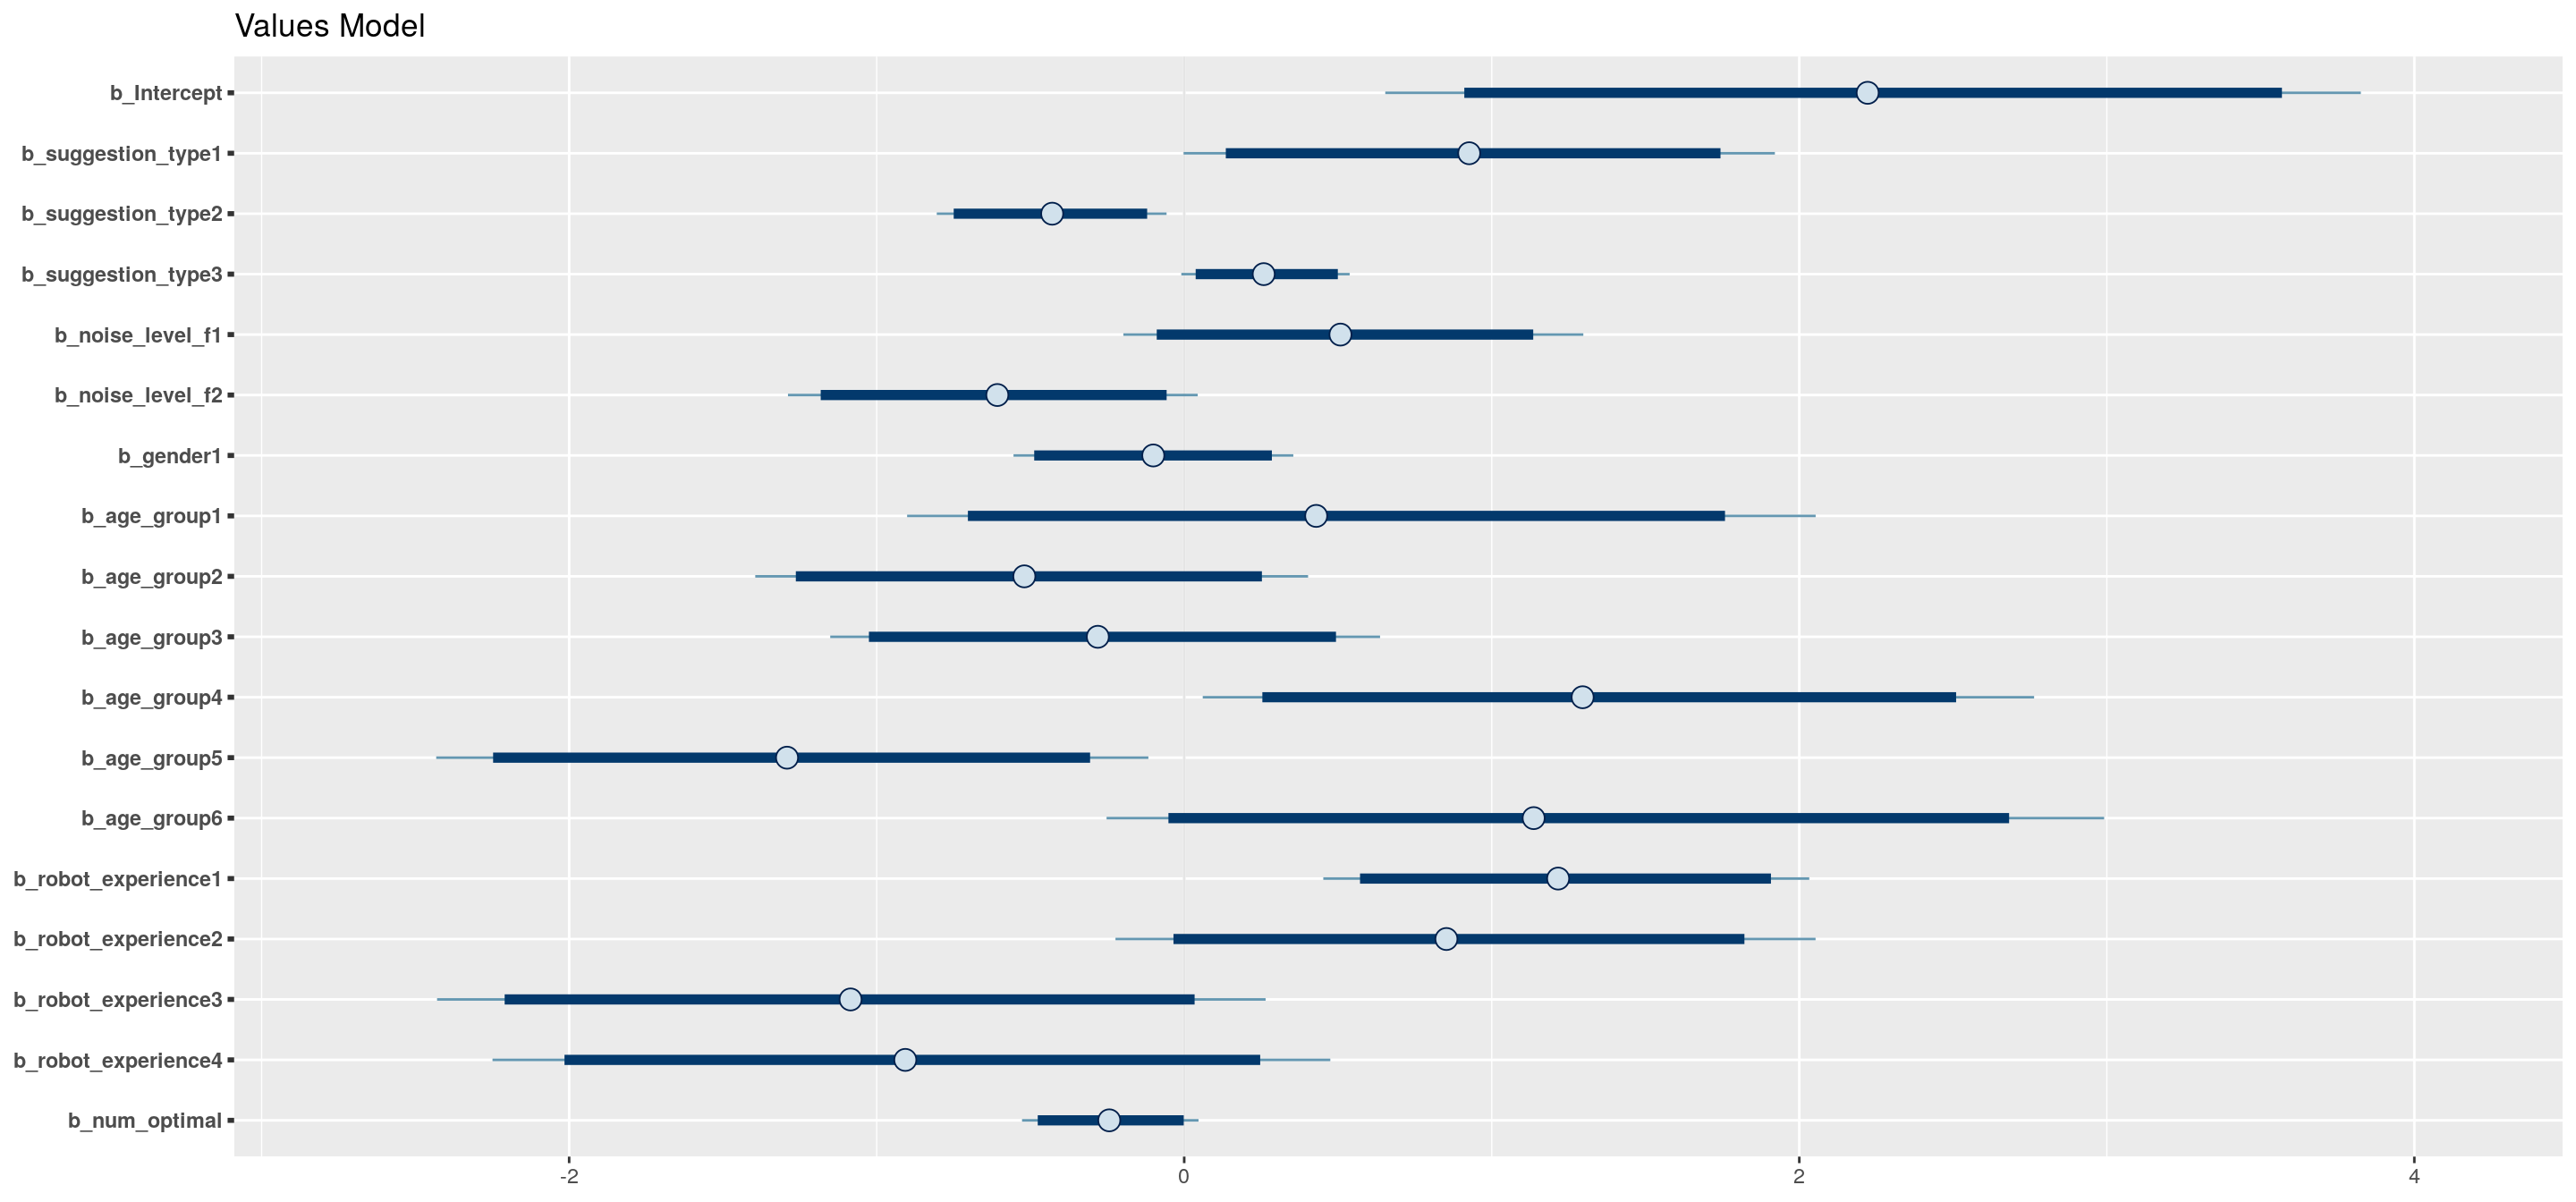 Values Model
b_Intercept
b_suggestion_type1
b_suggestion_type2
b_suggestion_type3
b_noise_level_f1
b_noise_level_f2
b_gender1
b_age_group1
b_age_group2
b_age_group3
b_age_group4
b_age_group5
b_age_group6
b_robot_experience1
b_robot_experience2
b_robot_experience3
b_robot_experience4
b_num_optimal
-2 0 2 4